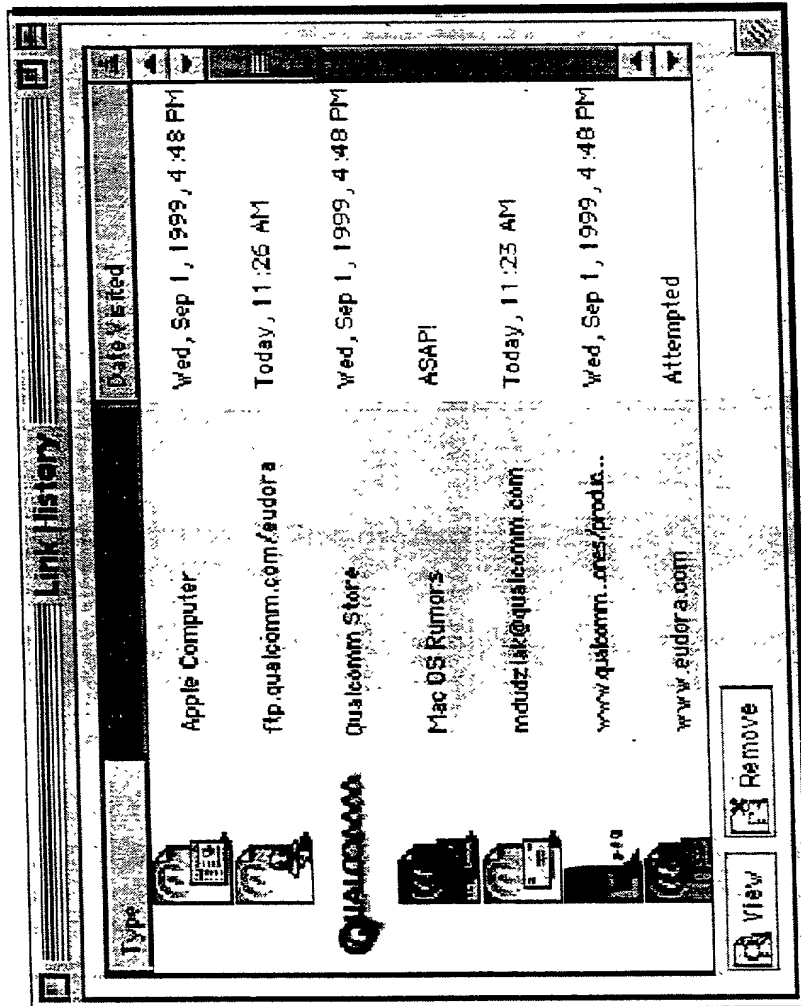 Link History
Type Date Visited
Apple Computer Wed, Sep 1, 1999, 4:48 PM
ftp.qualcomm.com/eudora Today, 11:26 AM
QUALCOMM Qualcomm Store Wed, Sep 1, 1999, 4:48 PM
Mac OS Rumors ASAP!
mdudziak@qualcomm.com Today, 11:23 AM
www.qualcomm...ones/produc... Wed, Sep 1, 1999, 4:48 PM
www.eudora.com Attempted
View Remove